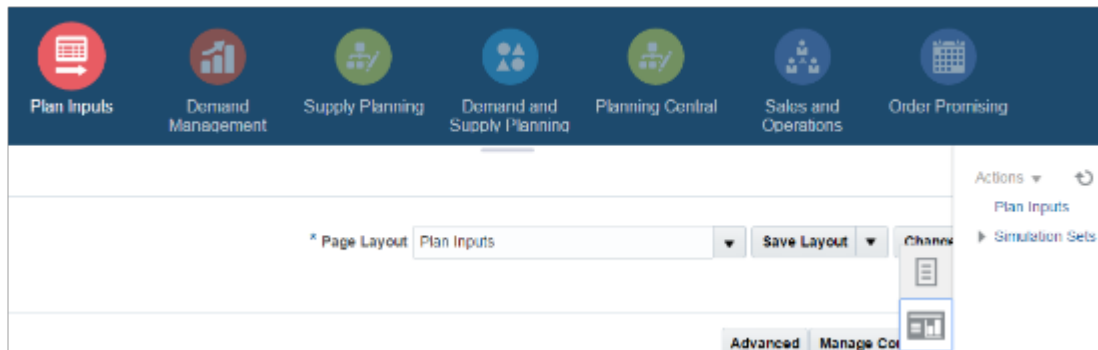 Plan Inputs
Demand
Management
Supply Planning
Demand and
Supply Planning
Planning Central
Sales and
Operations
Order Promising
Actions
Plan Inputs
Simulation Sets
* Page Layout Plan Inputs Save Layout
Advanced Manage